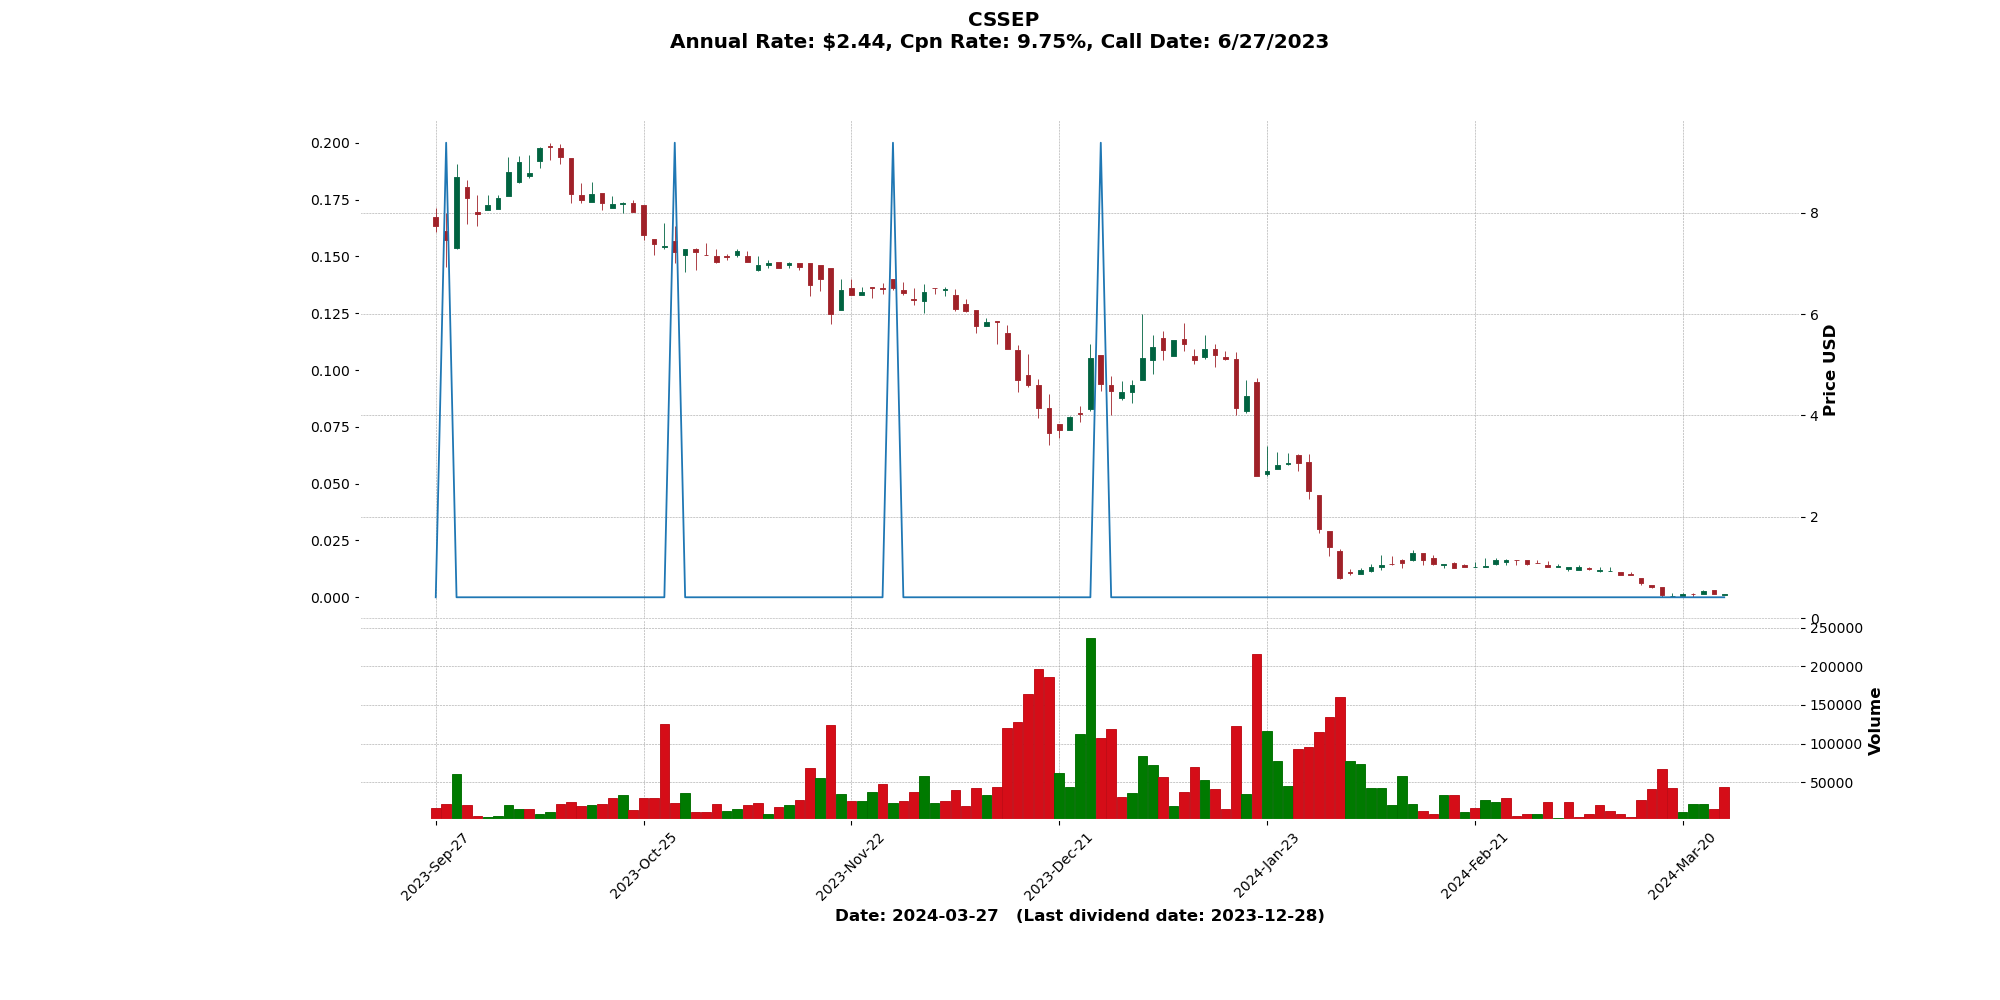 CSSEP
Annual Rate: $2.44, Cpn Rate: 9.75%, Call Date: 6/27/2023
0.200
0.175
0.150
0.125
0.100
0.075
0.050
0.025
0.000
8
6
4
2
0
Price USD
250000
200000
150000
100000
50000
Volume
2023-Sep-27
2023-Oct-25
2023-Nov-22
2023-Dec-21
2024-Jan-23
2024-Feb-21
2024-Mar-20
Date: 2024-03-27 (Last dividend date: 2023-12-28)